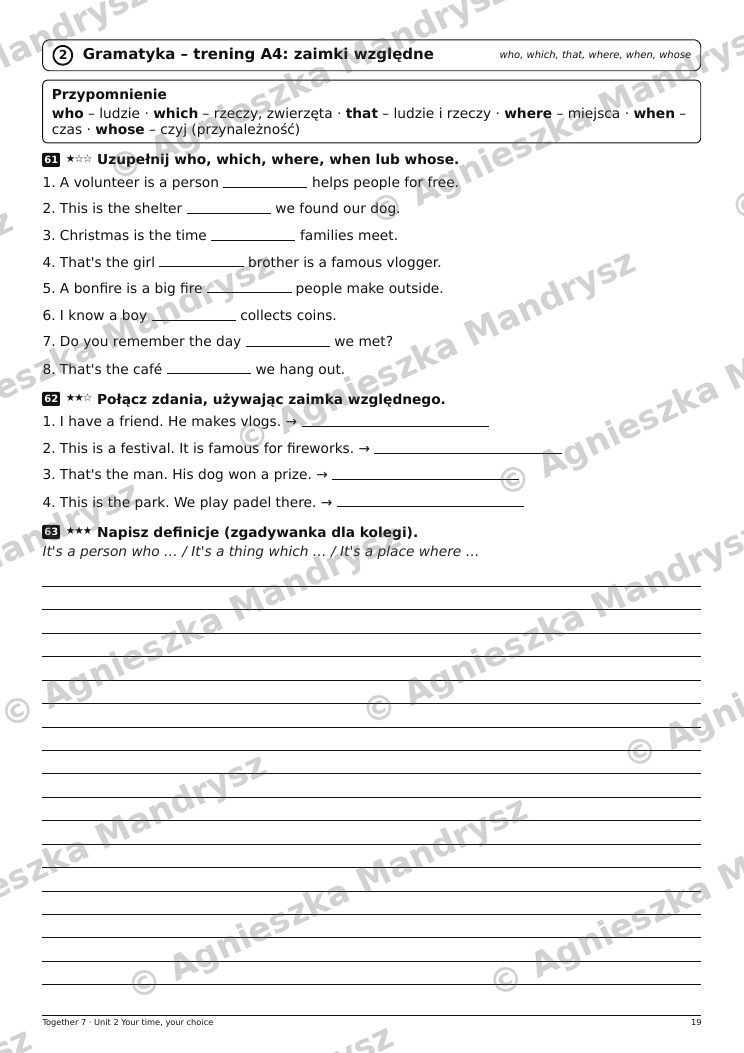 2 Gramatyka – trening A4: zaimki względne who, which, that, where, when, whose
Przypomnienie
who – ludzie · which – rzeczy, zwierzęta · that – ludzie i rzeczy · where – miejsca · when –
czas · whose – czyj (przynależność)
61 ★☆☆ Uzupełnij who, which, where, when lub whose.
1. A volunteer is a person ____________ helps people for free.
2. This is the shelter ____________ we found our dog.
3. Christmas is the time ____________ families meet.
4. That's the girl ____________ brother is a famous vlogger.
5. A bonfire is a big fire ____________ people make outside.
6. I know a boy ____________ collects coins.
7. Do you remember the day ____________ we met?
8. That's the café ____________ we hang out.
62 ★★☆ Połącz zdania, używając zaimka względnego.
1. I have a friend. He makes vlogs. → ____________
2. This is a festival. It is famous for fireworks. → ____________
3. That's the man. His dog won a prize. → ____________
4. This is the park. We play padel there. → ____________
63 ★★★ Napisz definicje (zgadywanka dla kolegi).
It's a person who … / It's a thing which … / It's a place where …
Together 7 · Unit 2 Your time, your choice 19
© Agnieszka Mandrysz